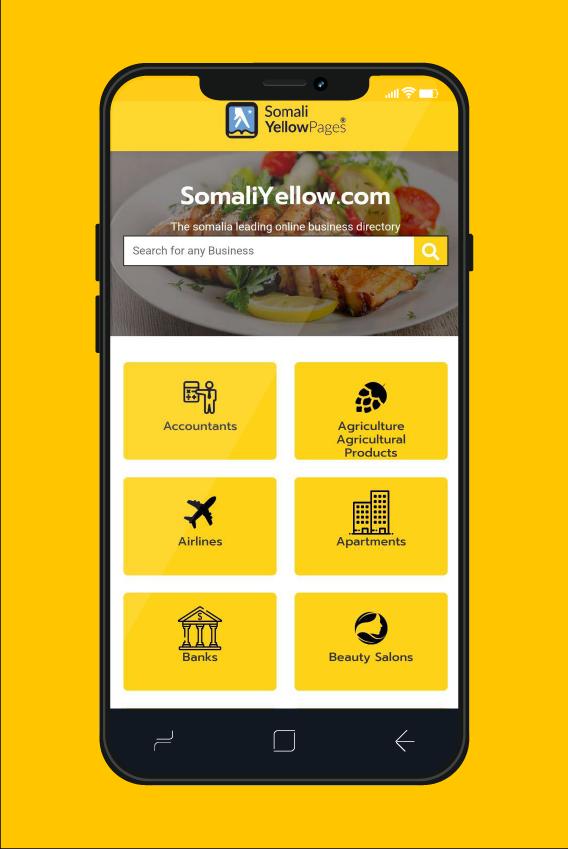 Somali
YellowPages®
SomaliYellow.com
The somalia leading online business directory
Search for any Business
Accountants
Agriculture
Agricultural
Products
Airlines
Apartments
Banks
Beauty Salons